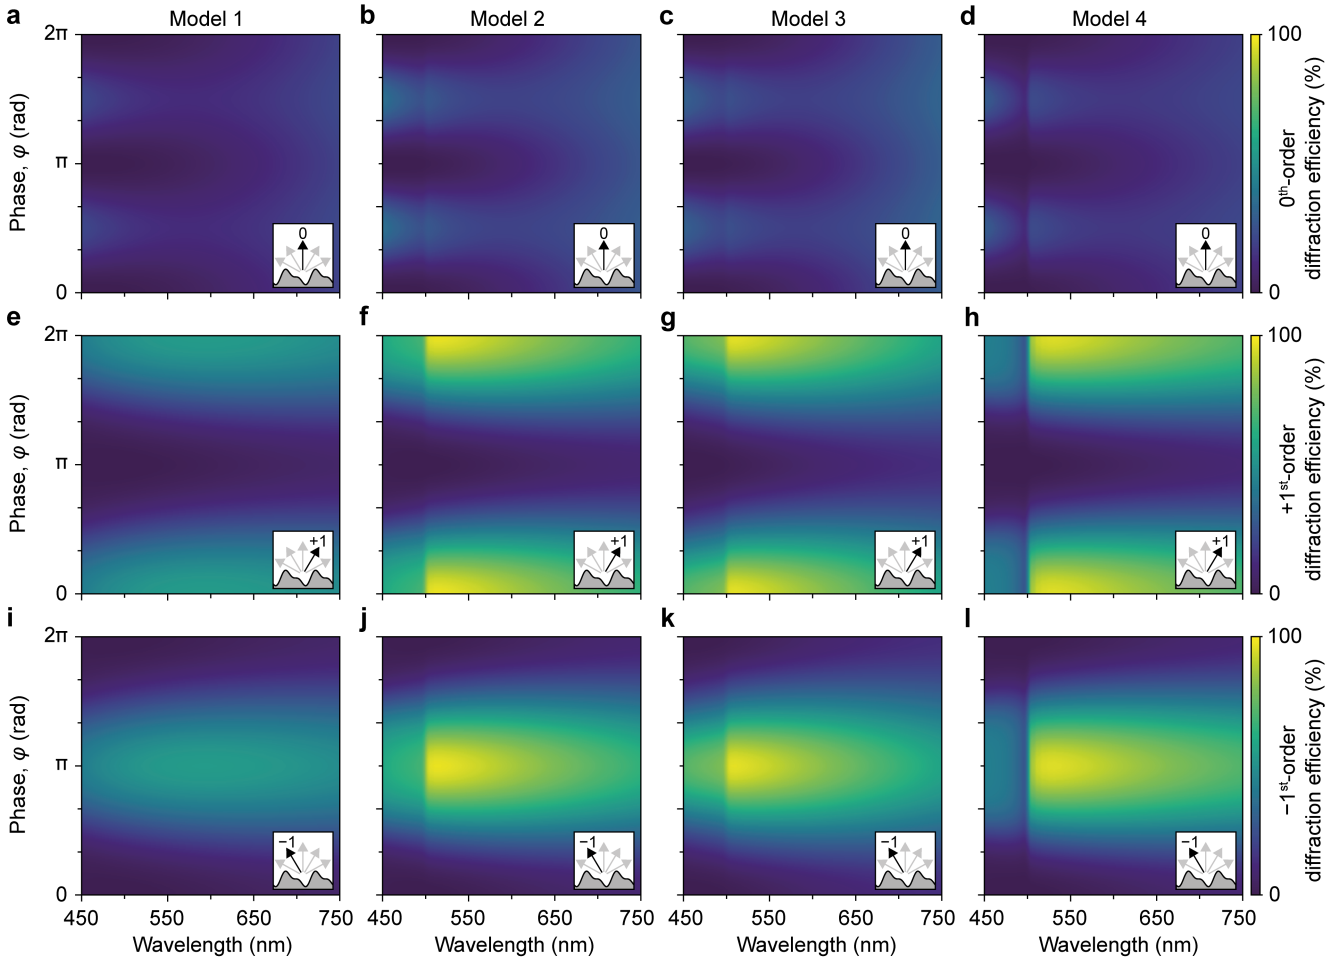 a Model 1 b Model 2 c Model 3 d Model 4
2π
π
0
Phase, φ (rad)
0
0
0
0
100
0
0th-order
diffraction efficiency (%)
e f g h
2π
π
0
Phase, φ (rad)
+1
+1
+1
+1
100
0
+1st-order
diffraction efficiency (%)
i j k l
2π
π
0
Phase, φ (rad)
−1
−1
−1
−1
100
0
−1st-order
diffraction efficiency (%)
450 550 650 750 550 650 750 550 650 750 450 550 650 750
450 450
Wavelength (nm) Wavelength (nm) Wavelength (nm) Wavelength (nm)